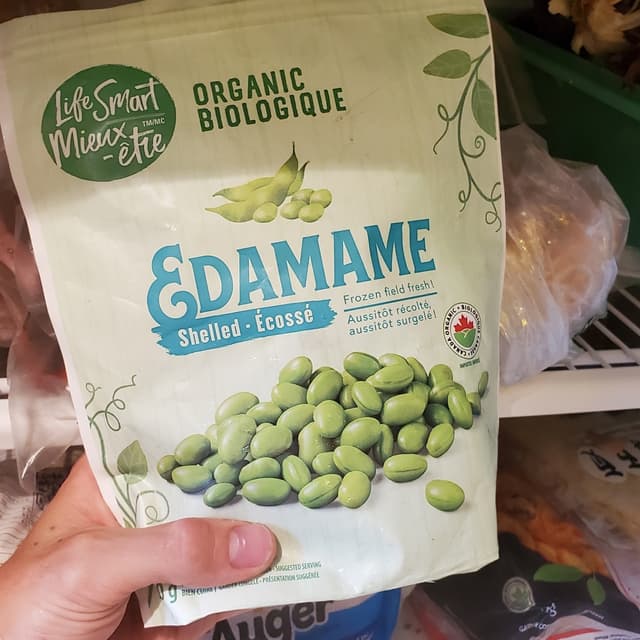 Life Smart
Mieux
-être
TM/MC
ORGANIC
BIOLOGIQUE
EDAMAME
Shelled · Écossé
Frozen field fresh!
Aussitôt récolté,
aussitôt surgelé!
SUGGESTED SERVING
PRÉSENTATION SUGGÉRÉE
g